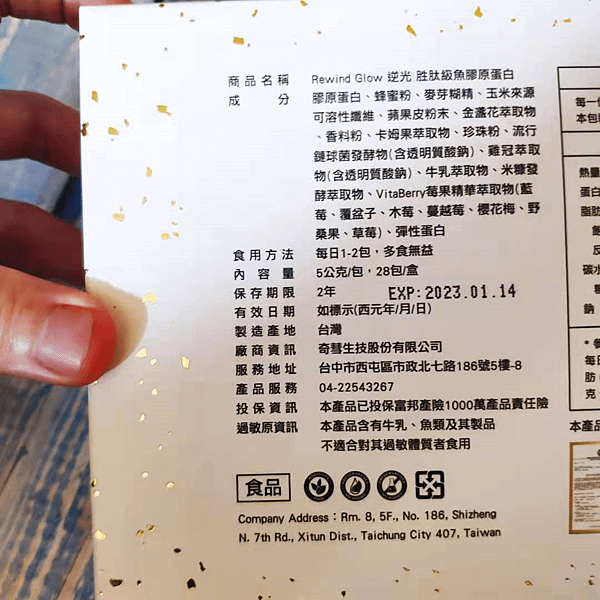 商品名稱 Rewind Glow 逆光 胜肽級魚膠原蛋白
成分 膠原蛋白、蜂蜜粉、麥芽糊精、玉米來源
可溶性纖維、蘋果皮粉末、金盞花萃取物
、香料粉、卡姆果萃取物、珍珠粉、流行
鏈球菌發酵物(含透明質酸鈉)、雞冠萃取
物(含透明質酸鈉)、牛乳萃取物、米糠發
酵萃取物、VitaBerry莓果精華萃取物(藍
莓、覆盆子、木莓、蔓越莓、櫻花梅、野
桑果、草莓)、彈性蛋白
食用方法 每日1-2包，多食無益
內容量 5公克/包，28包/盒
保存期限 2年 EXP:2023.01.14
有效日期 如標示(西元年/月/日)
製造產地 台灣
廠商資訊 奇彗生技股份有限公司
服務地址 台中市西屯區市政北七路186號5樓-8
產品服務 04-22543267
投保資訊 本產品已投保富邦產險1000萬產品責任險
過敏原資訊 本產品含有牛乳、魚類及其製品
不適合對其過敏體質者食用
食品
Company Address：Rm. 8, 5F., No. 186, Shizheng
N. 7th Rd., Xitun Dist., Taichung City 407, Taiwan
每一份
本包裝
熱量
蛋白
脂肪
飽
反
碳水
糖
鈉
*參
每日
肪
克
本產品